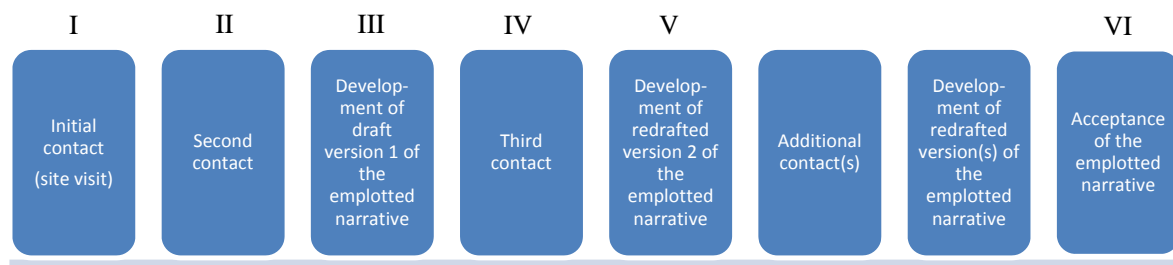 I
II
III
IV
V
VI
Initial
contact
(site visit)
Second
contact
Develop-
ment of
draft
version 1 of
the
emplotted
narrative
Third
contact
Develop-
ment of
redrafted
version 2 of
the
emplotted
narrative
Additional
contact(s)
Develop-
ment of
redrafted
version(s) of
the
emplotted
narrative
Acceptance
of the
emplotted
narrative